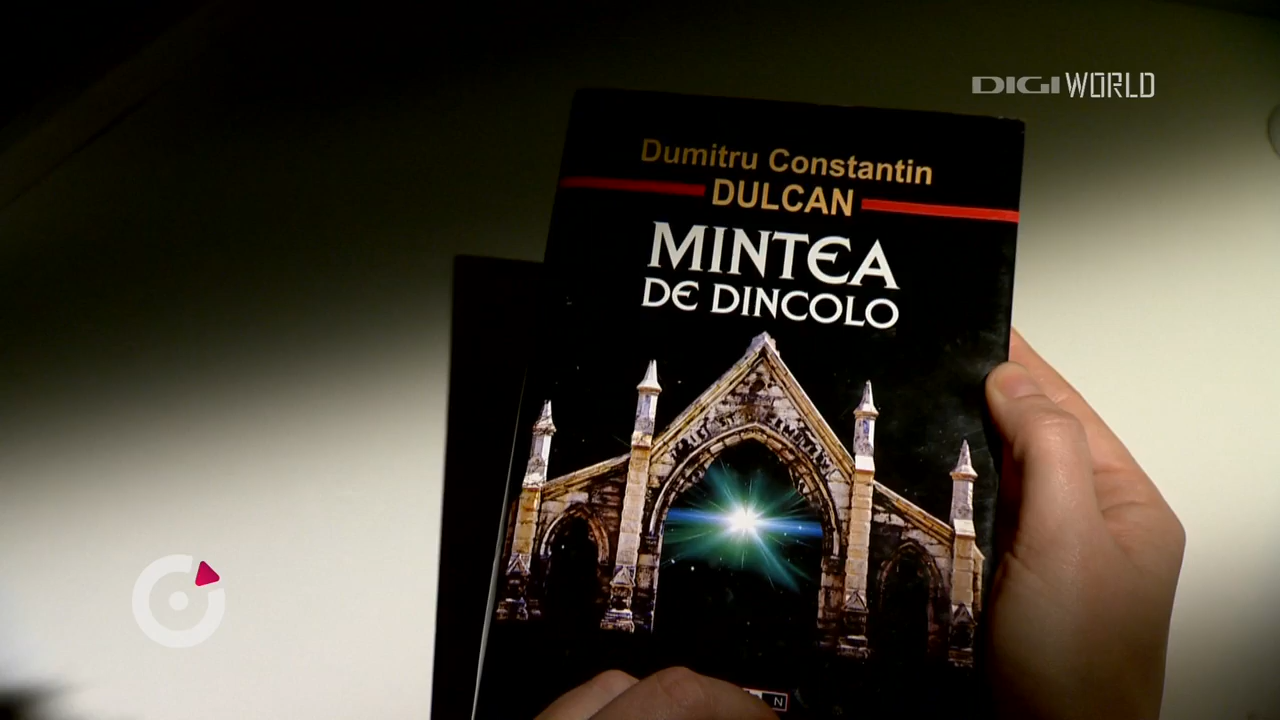 DIGI WORLD
Dumitru Constantin
DULCAN
MINTEA
DE DINCOLO
N